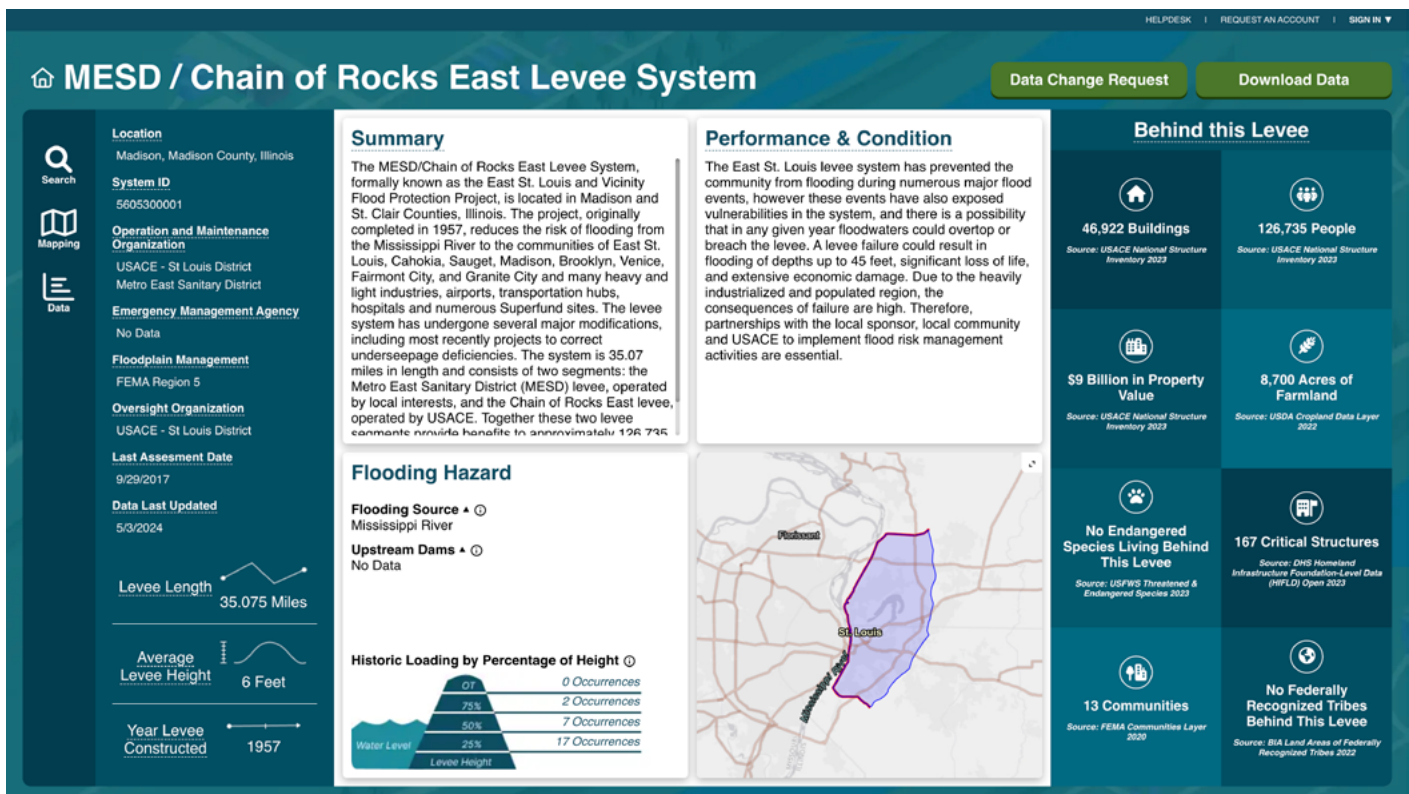 HELPDESK | REQUEST AN ACCOUNT | SIGN IN ▼
MESD / Chain of Rocks East Levee System
Data Change Request
Download Data
Search
Mapping
Data
Location
Madison, Madison County, Illinois
System ID
5605300001
Operation and Maintenance
Organization
USACE - St Louis District
Metro East Sanitary District
Emergency Management Agency
No Data
Floodplain Management
FEMA Region 5
Oversight Organization
USACE - St Louis District
Last Assesment Date
9/29/2017
Data Last Updated
5/3/2024
Levee Length
35.075 Miles
Average
Levee Height
6 Feet
Year Levee
Constructed
1957
Summary
The MESD/Chain of Rocks East Levee System,
formally known as the East St. Louis and Vicinity
Flood Protection Project, is located in Madison and
St. Clair Counties, Illinois. The project, originally
completed in 1957, reduces the risk of flooding from
the Mississippi River to the communities of East St.
Louis, Cahokia, Sauget, Madison, Brooklyn, Venice,
Fairmont City, and Granite City and many heavy and
light industries, airports, transportation hubs,
hospitals and numerous Superfund sites. The levee
system has undergone several major modifications,
including most recently projects to correct
underseepage deficiencies. The system is 35.07
miles in length and consists of two segments: the
Metro East Sanitary District (MESD) levee, operated
by local interests, and the Chain of Rocks East levee,
operated by USACE. Together these two levee
segments provide benefits to approximately 126,735
Performance & Condition
The East St. Louis levee system has prevented the
community from flooding during numerous major flood
events, however these events have also exposed
vulnerabilities in the system, and there is a possibility
that in any given year floodwaters could overtop or
breach the levee. A levee failure could result in
flooding of depths up to 45 feet, significant loss of life,
and extensive economic damage. Due to the heavily
industrialized and populated region, the
consequences of failure are high. Therefore,
partnerships with the local sponsor, local community
and USACE to implement flood risk management
activities are essential.
Flooding Hazard
Flooding Source ▲
Mississippi River
Upstream Dams ▲
No Data
Historic Loading by Percentage of Height
OT 0 Occurrences
75% 2 Occurrences
50% 7 Occurrences
25% 17 Occurrences
Water Level
Levee Height
Florissant
St. Louis
Mississippi River
Behind this Levee
46,922 Buildings
Source: USACE National Structure
Inventory 2023
126,735 People
Source: USACE National Structure
Inventory 2023
$9 Billion in Property
Value
Source: USACE National Structure
Inventory 2023
8,700 Acres of
Farmland
Source: USDA Cropland Data Layer
2022
No Endangered
Species Living Behind
This Levee
Source: USFWS Threatened &
Endangered Species 2023
167 Critical Structures
Source: DHS Homeland
Infrastructure Foundation-Level Data
(HIFLD) Open 2023
13 Communities
Source: FEMA Communities Layer
2020
No Federally
Recognized Tribes
Behind This Levee
Source: BIA Land Areas of Federally
Recognized Tribes 2022